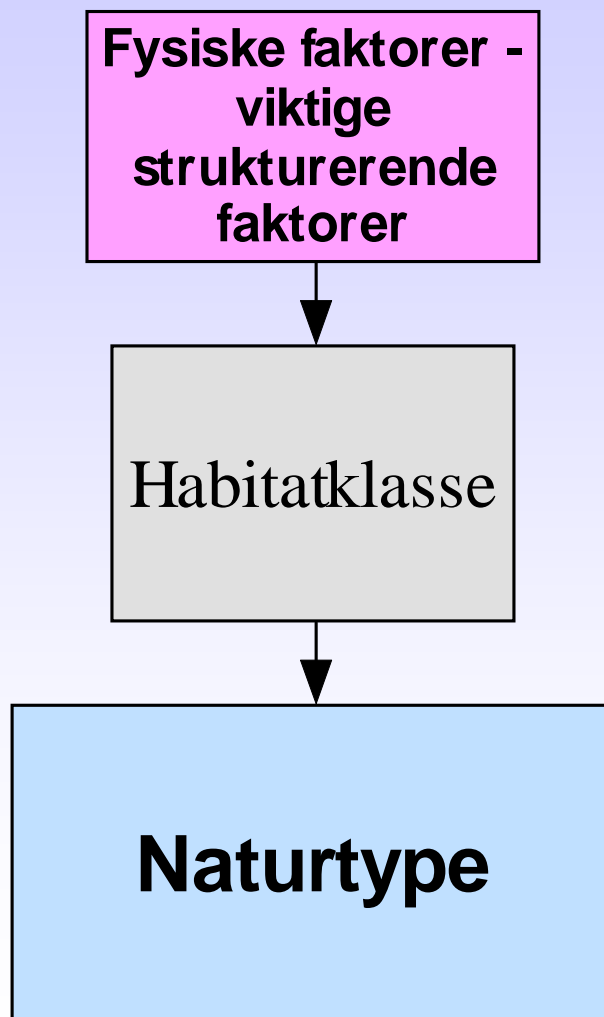 Fysiske faktorer -
viktige
strukturerende
faktorer
Habitatklasse
Naturtype